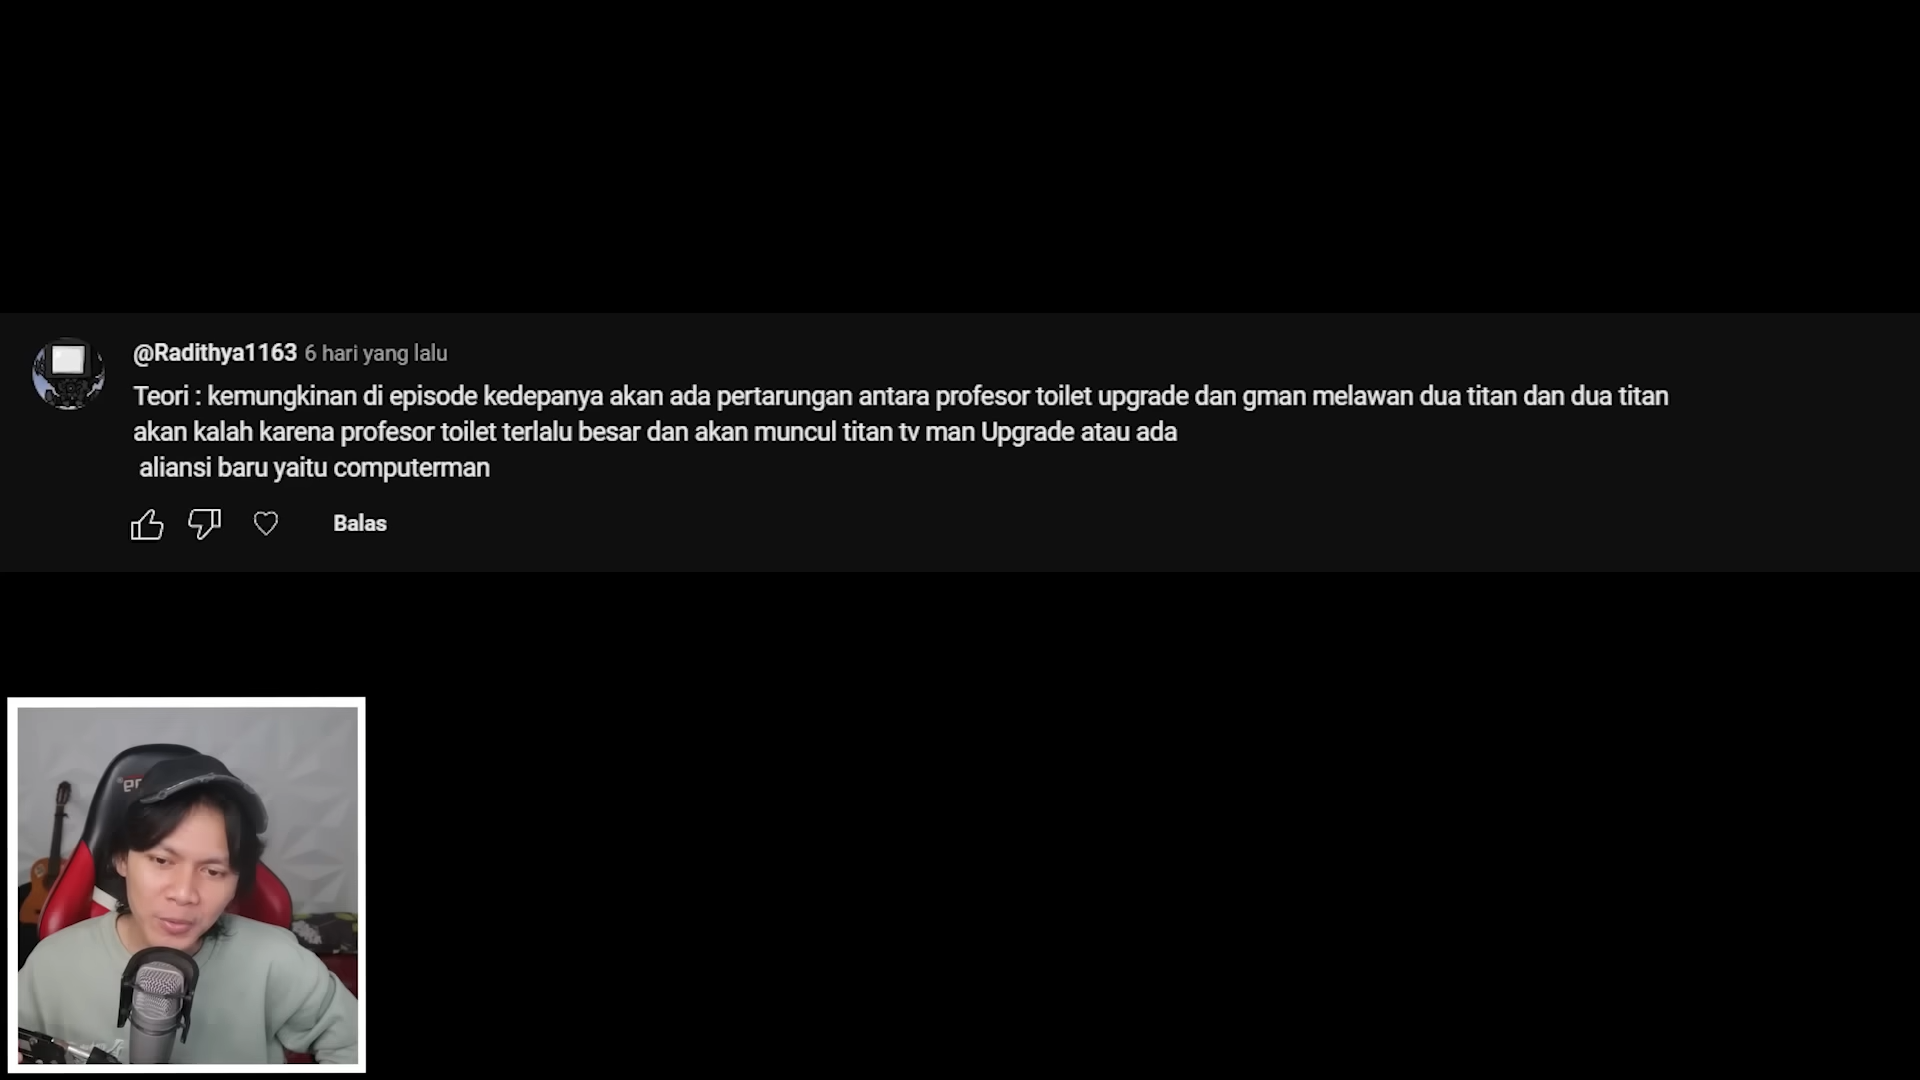 @Radithya1163 6 hari yang lalu
Teori : kemungkinan di episode kedepanya akan ada pertarungan antara profesor toilet upgrade dan gman melawan dua titan dan dua titan
akan kalah karena profesor toilet terlalu besar dan akan muncul titan tv man Upgrade atau ada
aliansi baru yaitu computerman
Balas